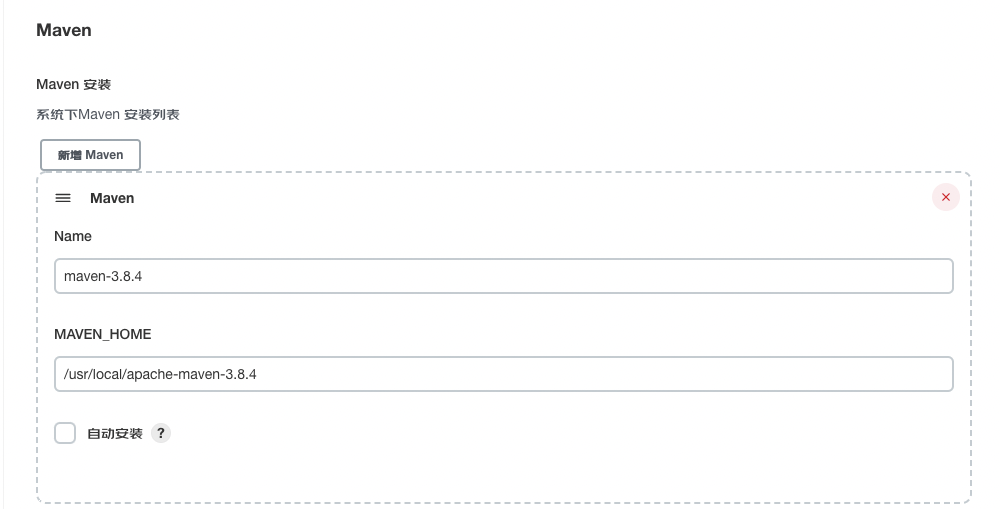 Maven
Maven 安装
系统下Maven 安装列表
新增 Maven
Maven
Name
maven-3.8.4
MAVEN_HOME
/usr/local/apache-maven-3.8.4
自动安装 ?